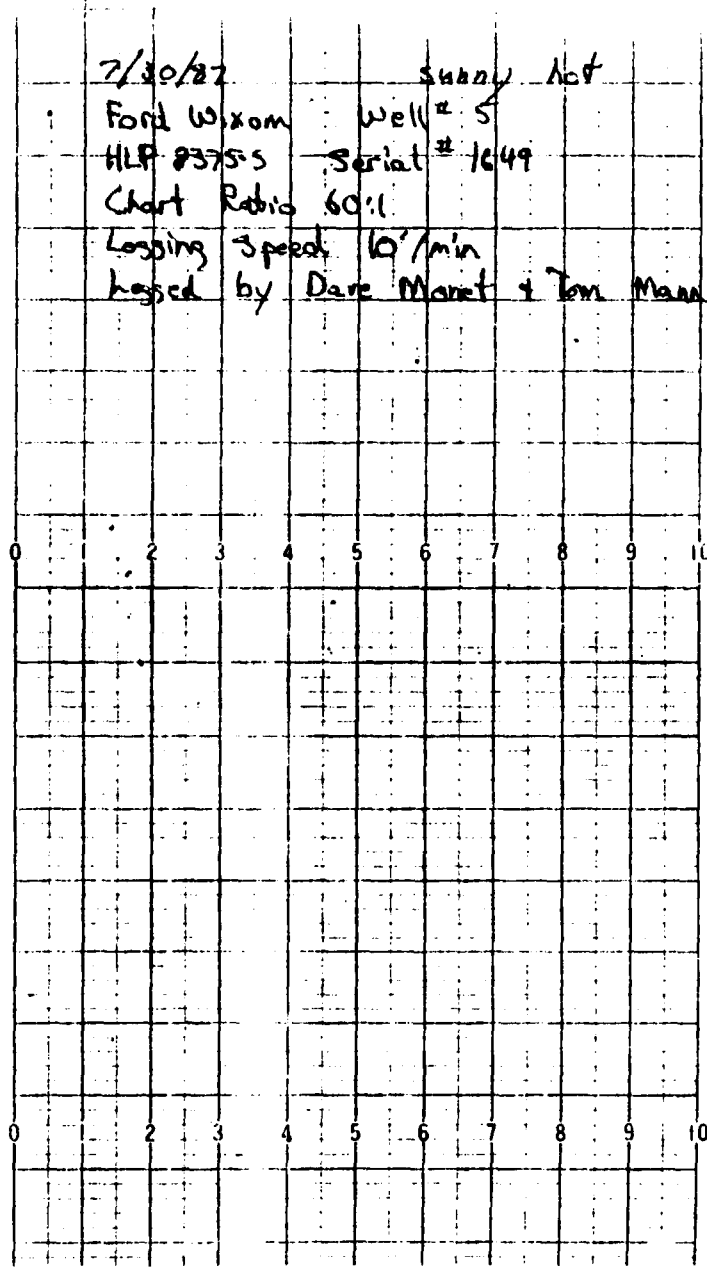 7/30/87 sunny hot
Ford Wixom Well # 5
HLP 2375-S Serial # 1649
Chart Ratio 60:1
Logging Speed 10'/min
Logged by Dave Monet + Tom Mann
0 1 2 3 4 5 6 7 8 9 10
0 1 2 3 4 5 6 7 8 9 10